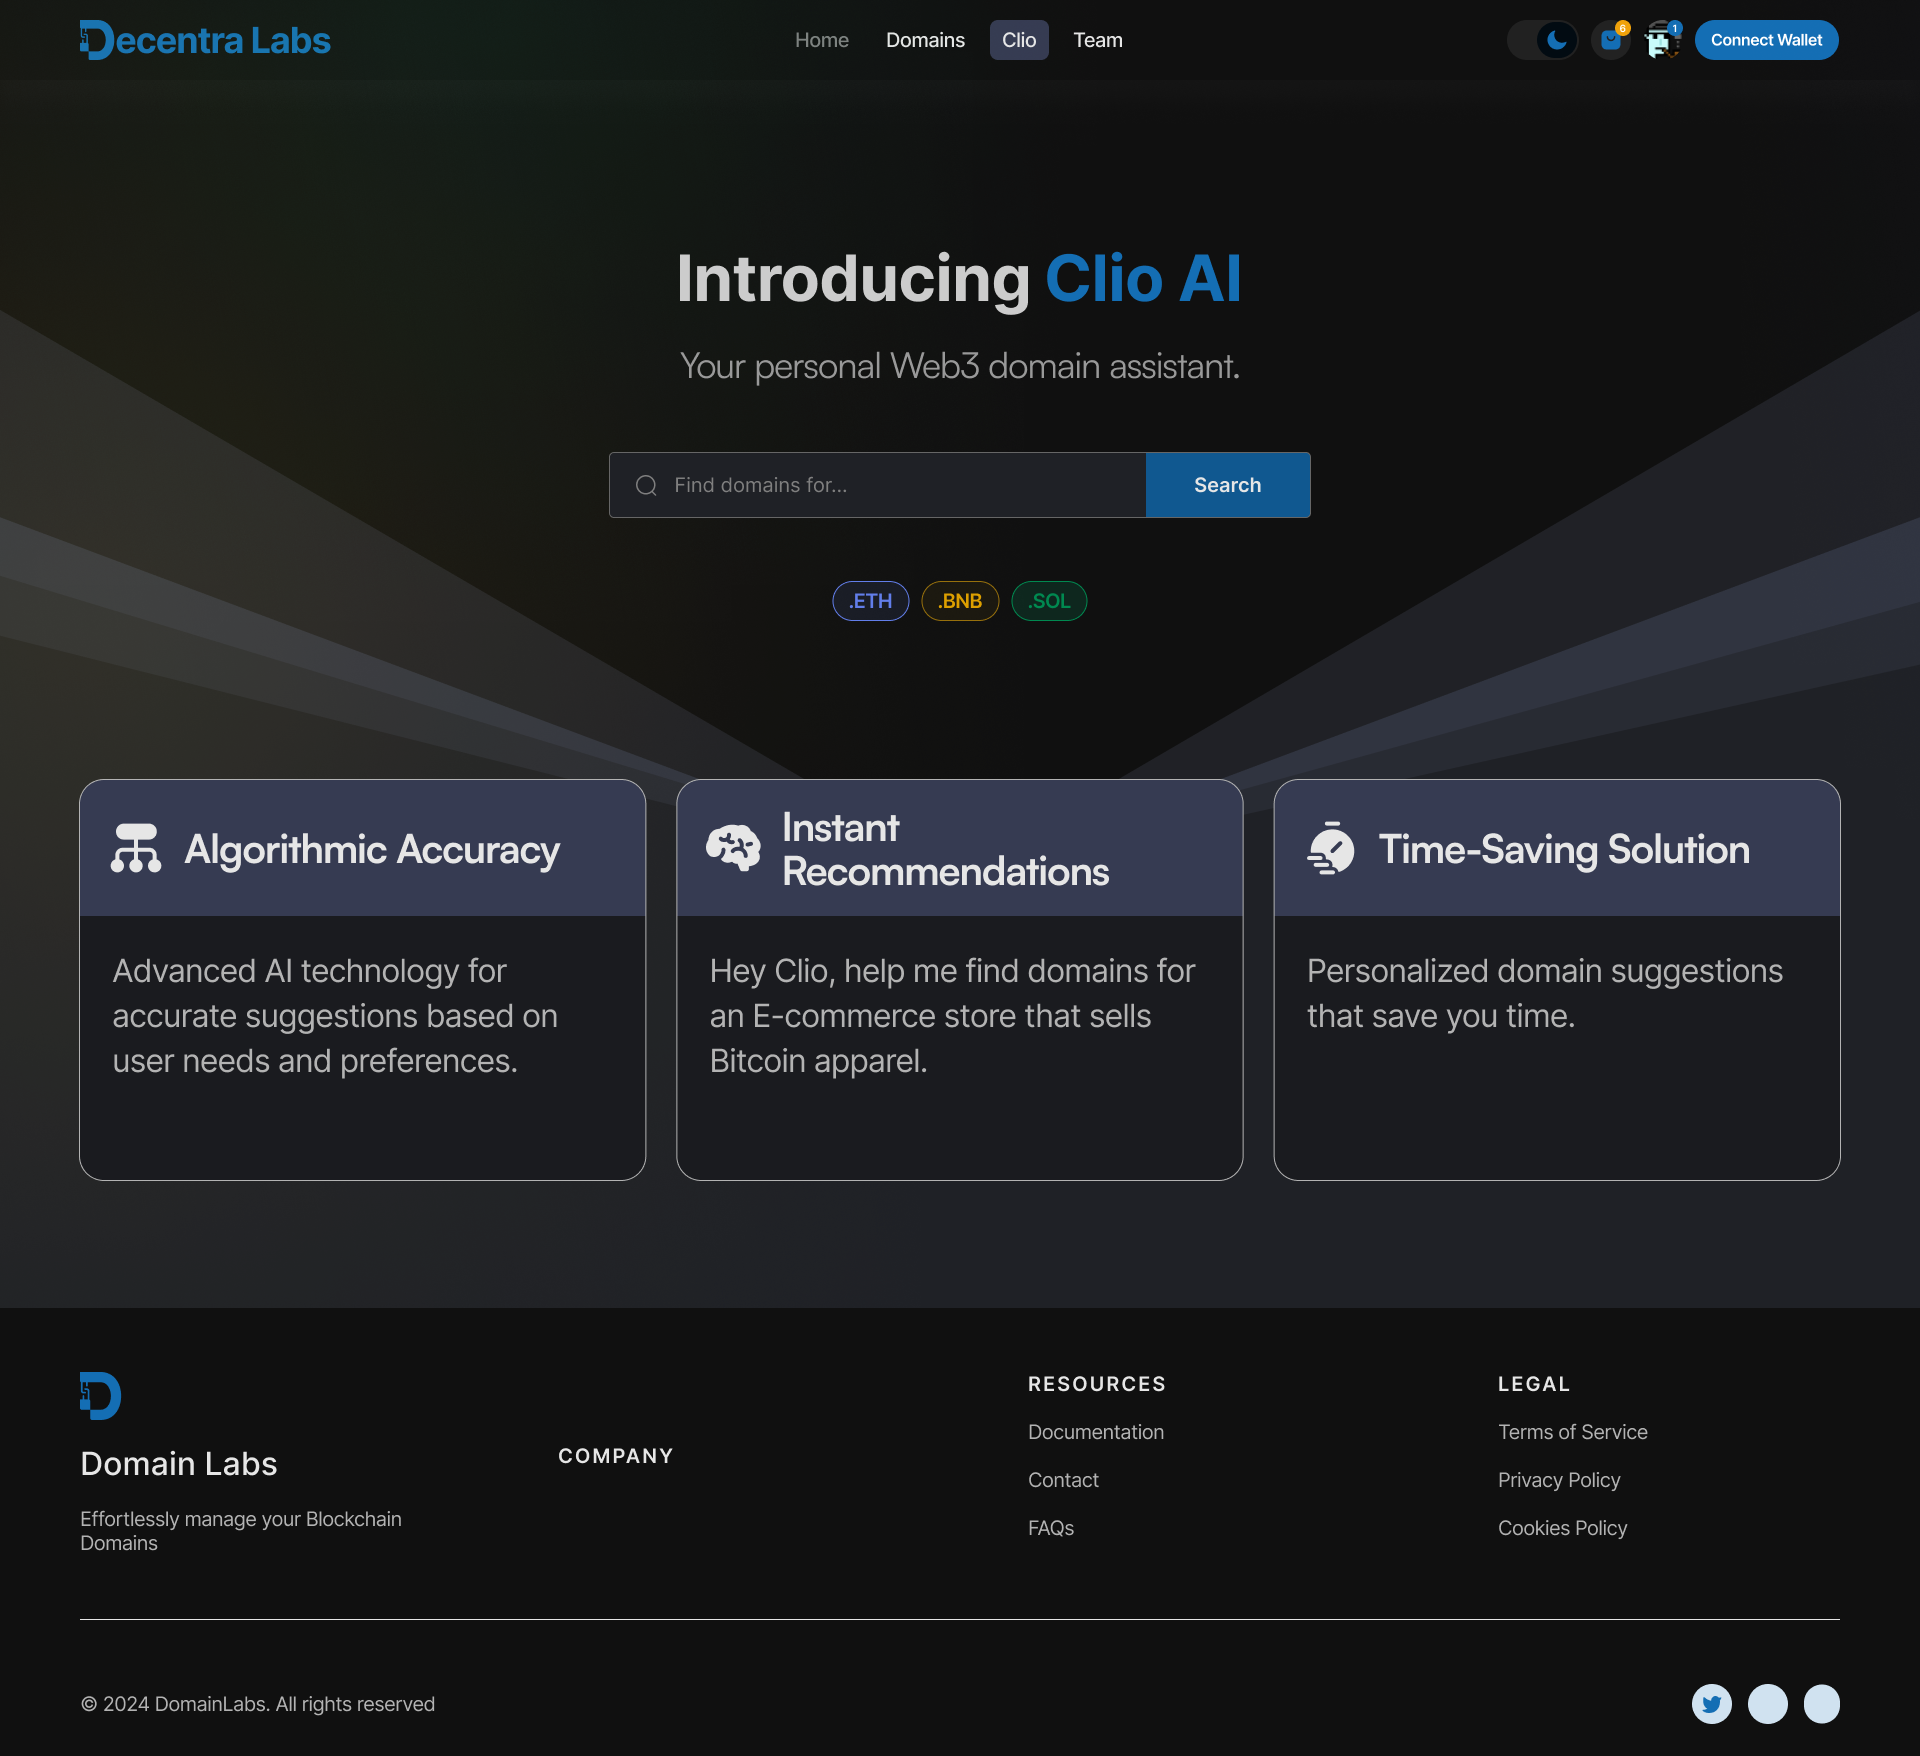 Decentra Labs
Home
Domains
Clio
Team
6
1
Connect Wallet
Introducing Clio AI
Your personal Web3 domain assistant.
Find domains for...
Search
.ETH
.BNB
.SOL
Algorithmic Accuracy
Advanced AI technology for
accurate suggestions based on
user needs and preferences.
Instant
Recommendations
Hey Clio, help me find domains for
an E-commerce store that sells
Bitcoin apparel.
Time-Saving Solution
Personalized domain suggestions
that save you time.
Domain Labs
Effortlessly manage your Blockchain
Domains
COMPANY
RESOURCES
Documentation
Contact
FAQs
LEGAL
Terms of Service
Privacy Policy
Cookies Policy
© 2024 DomainLabs. All rights reserved